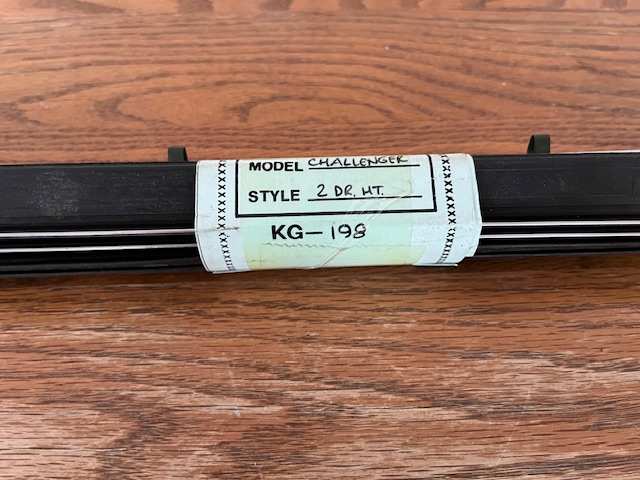 MODEL CHALLENGER
STYLE 2 DR. HT.
KG-198